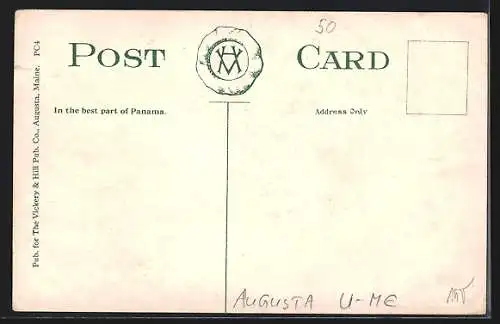 50
POST CARD
In the best part of Panama.
Address Only
Pub. for The Vickery & Hill Pub. Co., Augusta, Maine. PC4
AUGUSTA U-ME